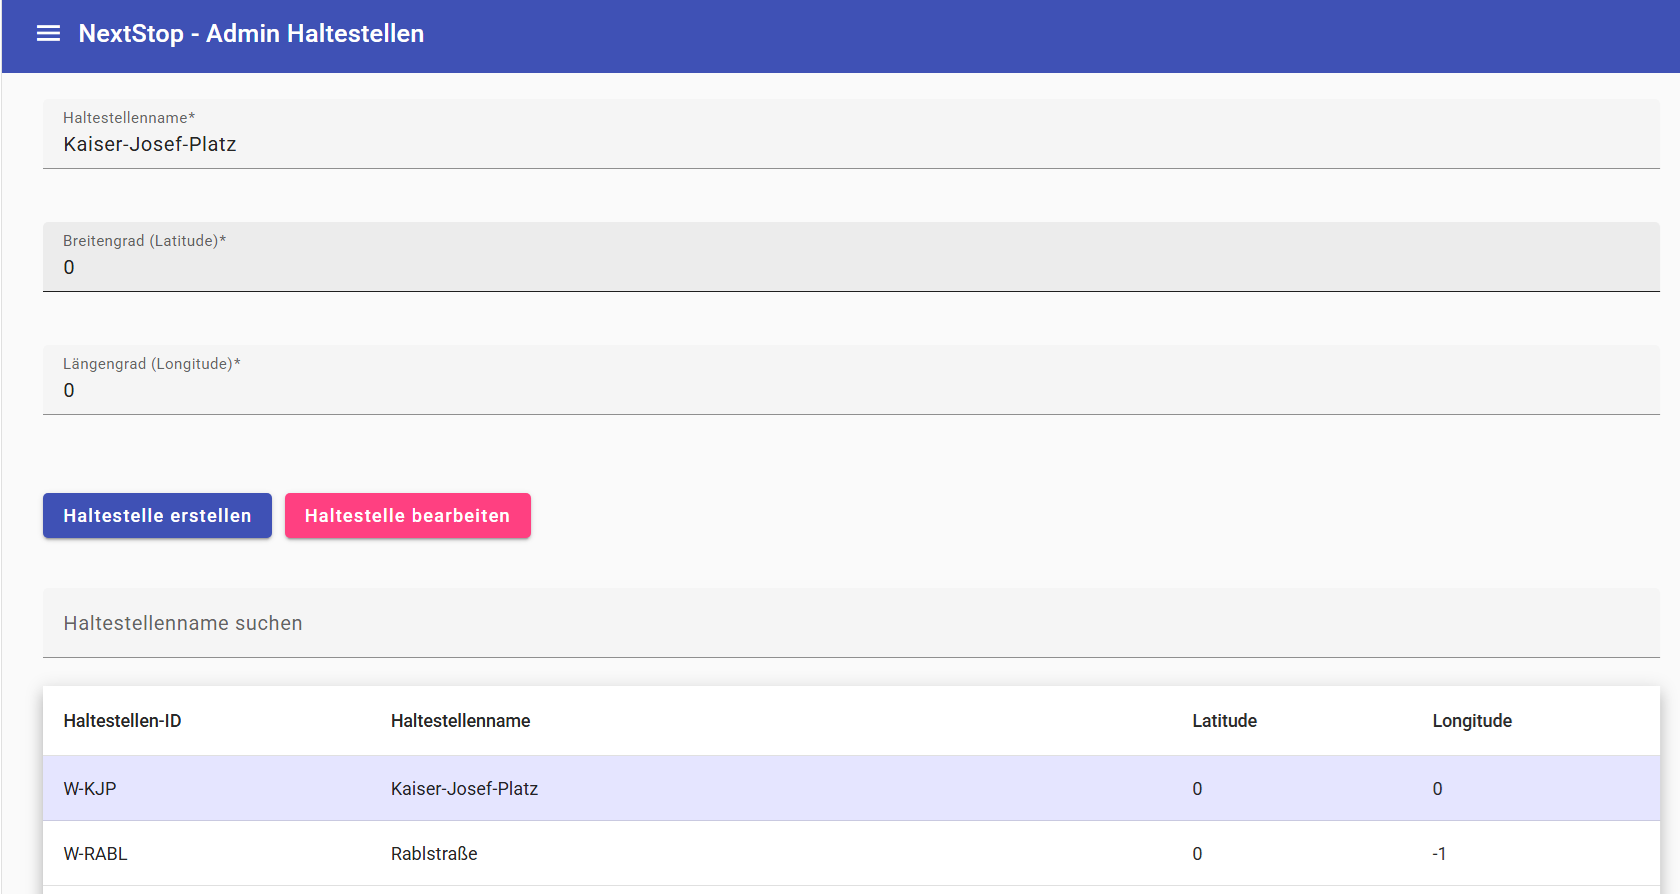 NextStop - Admin Haltestellen
Haltestellenname*
Kaiser-Josef-Platz
Breitengrad (Latitude)*
0
Längengrad (Longitude)*
0
Haltestelle erstellen Haltestelle bearbeiten
Haltestellenname suchen
Haltestellen-ID Haltestellenname Latitude Longitude
W-KJP Kaiser-Josef-Platz 0 0
W-RABL Rablstraße 0 -1